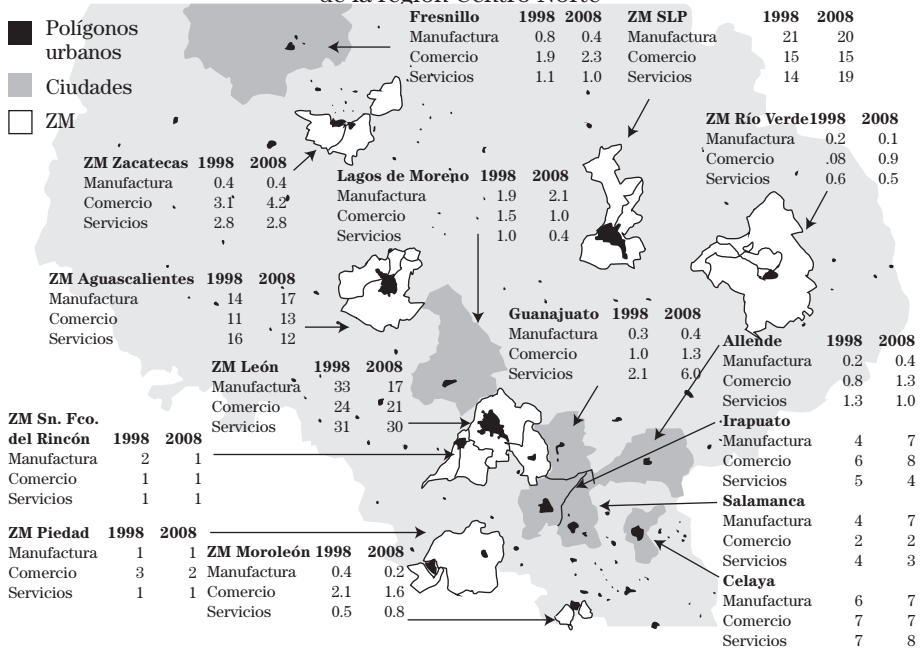 de la región Centro Norte
Polígonos
urbanos
Ciudades
ZM
Fresnillo 1998 2008
Manufactura 0.8 0.4
Comercio 1.9 2.3
Servicios 1.1 1.0
ZM SLP 1998 2008
Manufactura 21 20
Comercio 15 15
Servicios 14 19
ZM Río Verde 1998 2008
Manufactura 0.2 0.1
Comercio .08 0.9
Servicios 0.6 0.5
ZM Zacatecas 1998 2008
Manufactura 0.4 0.4
Comercio 3.1 4.2
Servicios 2.8 2.8
Lagos de Moreno 1998 2008
Manufactura 1.9 2.1
Comercio 1.5 1.0
Servicios 1.0 0.4
ZM Aguascalientes 1998 2008
Manufactura 14 17
Comercio 11 13
Servicios 16 12
Guanajuato 1998 2008
Manufactura 0.3 0.4
Comercio 1.0 1.3
Servicios 2.1 6.0
Allende 1998 2008
Manufactura 0.2 0.4
Comercio 0.8 1.3
Servicios 1.3 1.0
ZM León 1998 2008
Manufactura 33 17
Comercio 24 21
Servicios 31 30
ZM Sn. Fco.
del Rincón 1998 2008
Manufactura 2 1
Comercio 1 1
Servicios 1 1
Irapuato
Manufactura 4 7
Comercio 6 8
Servicios 5 4
Salamanca
Manufactura 4 7
Comercio 2 2
Servicios 4 3
ZM Piedad 1998 2008
Manufactura 1 1
Comercio 3 2
Servicios 1 1
ZM Moroleón 1998 2008
Manufactura 0.4 0.2
Comercio 2.1 1.6
Servicios 0.5 0.8
Celaya
Manufactura 6 7
Comercio 7 7
Servicios 7 8